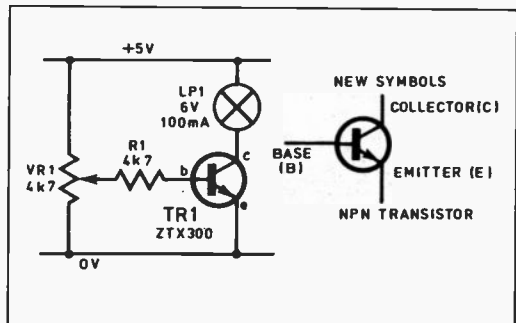 +5V
LP1
6V
100mA
R1
4k7
VR1
4k7
b
c
e
TR1
ZTX300
0V
NEW SYMBOLS
COLLECTOR(C)
BASE
(B)
EMITTER (E)
NPN TRANSISTOR